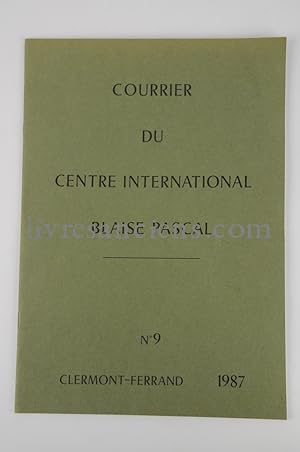 COURRIER
DU
CENTRE INTERNATIONAL
BLAISE PASCAL
N°9
CLERMONT-FERRAND 1987